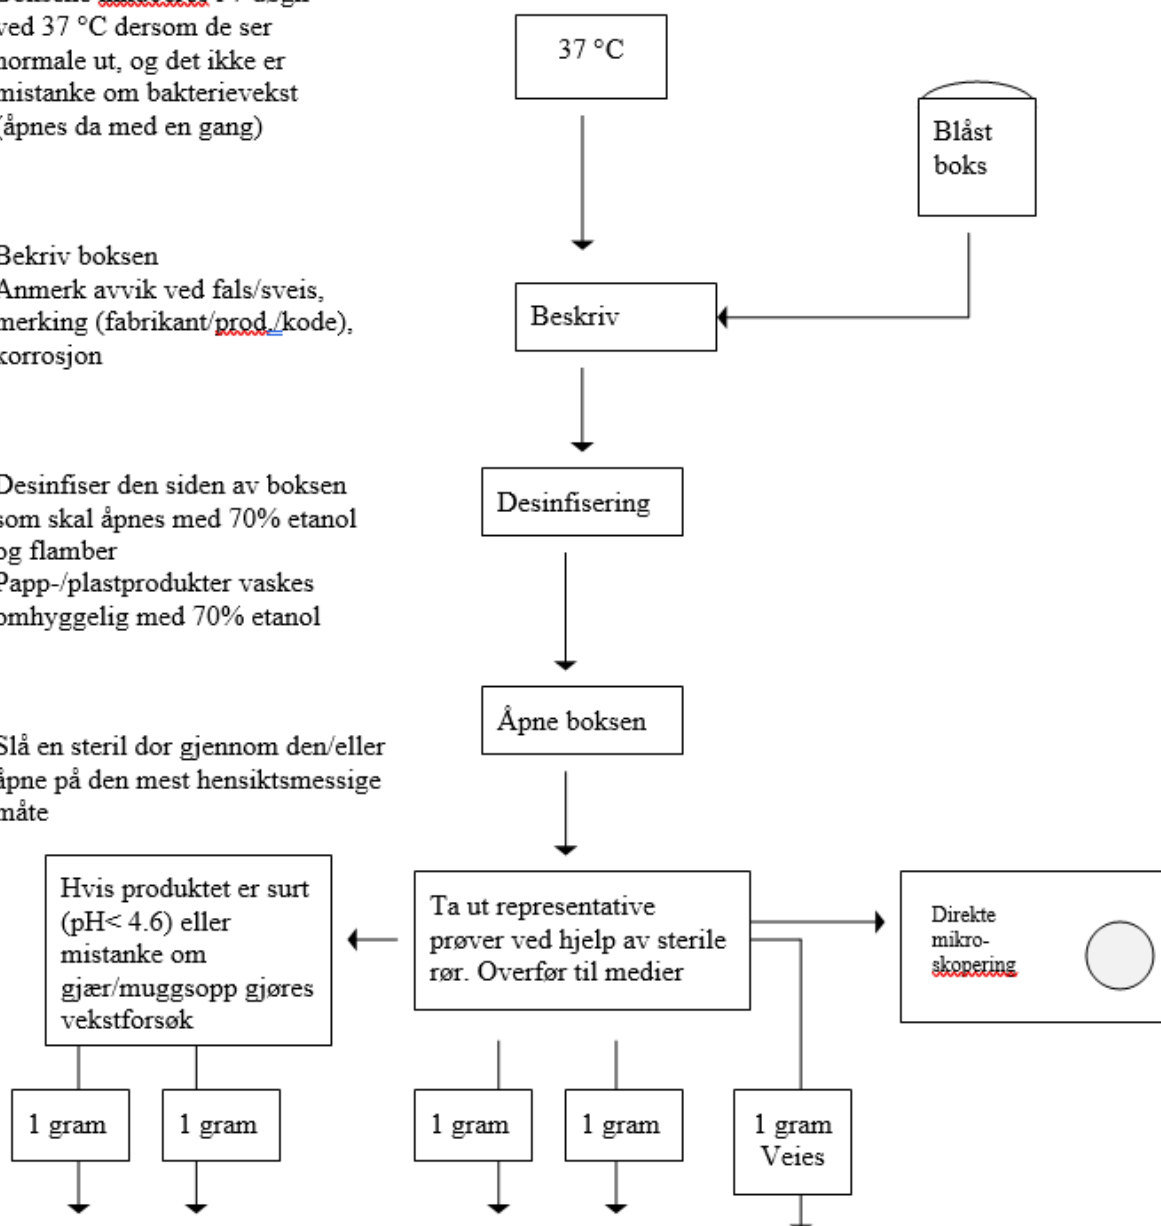 ved 37 °C dersom de ser
normale ut, og det ikke er
mistanke om bakterievekst
(åpnes da med en gang)
37 °C
Blåst
boks
Bekriv boksen
Anmerk avvik ved fals/sveis,
merking (fabrikant/prod./kode),
korrosjon
Beskriv
Desinfiser den siden av boksen
som skal åpnes med 70% etanol
og flamber
Papp-/plastprodukter vaskes
omhyggelig med 70% etanol
Desinfisering
Åpne boksen
Slå en steril dor gjennom den/eller
åpne på den mest hensiktsmessige
måte
Hvis produktet er surt
(pH< 4.6) eller
mistanke om
gjær/muggsopp gjøres
vekstforsøk
Ta ut representative
prøver ved hjelp av sterile
rør. Overfør til medier
Direkte
mikro-
skopering
1 gram
1 gram
1 gram
1 gram
1 gram
Veies